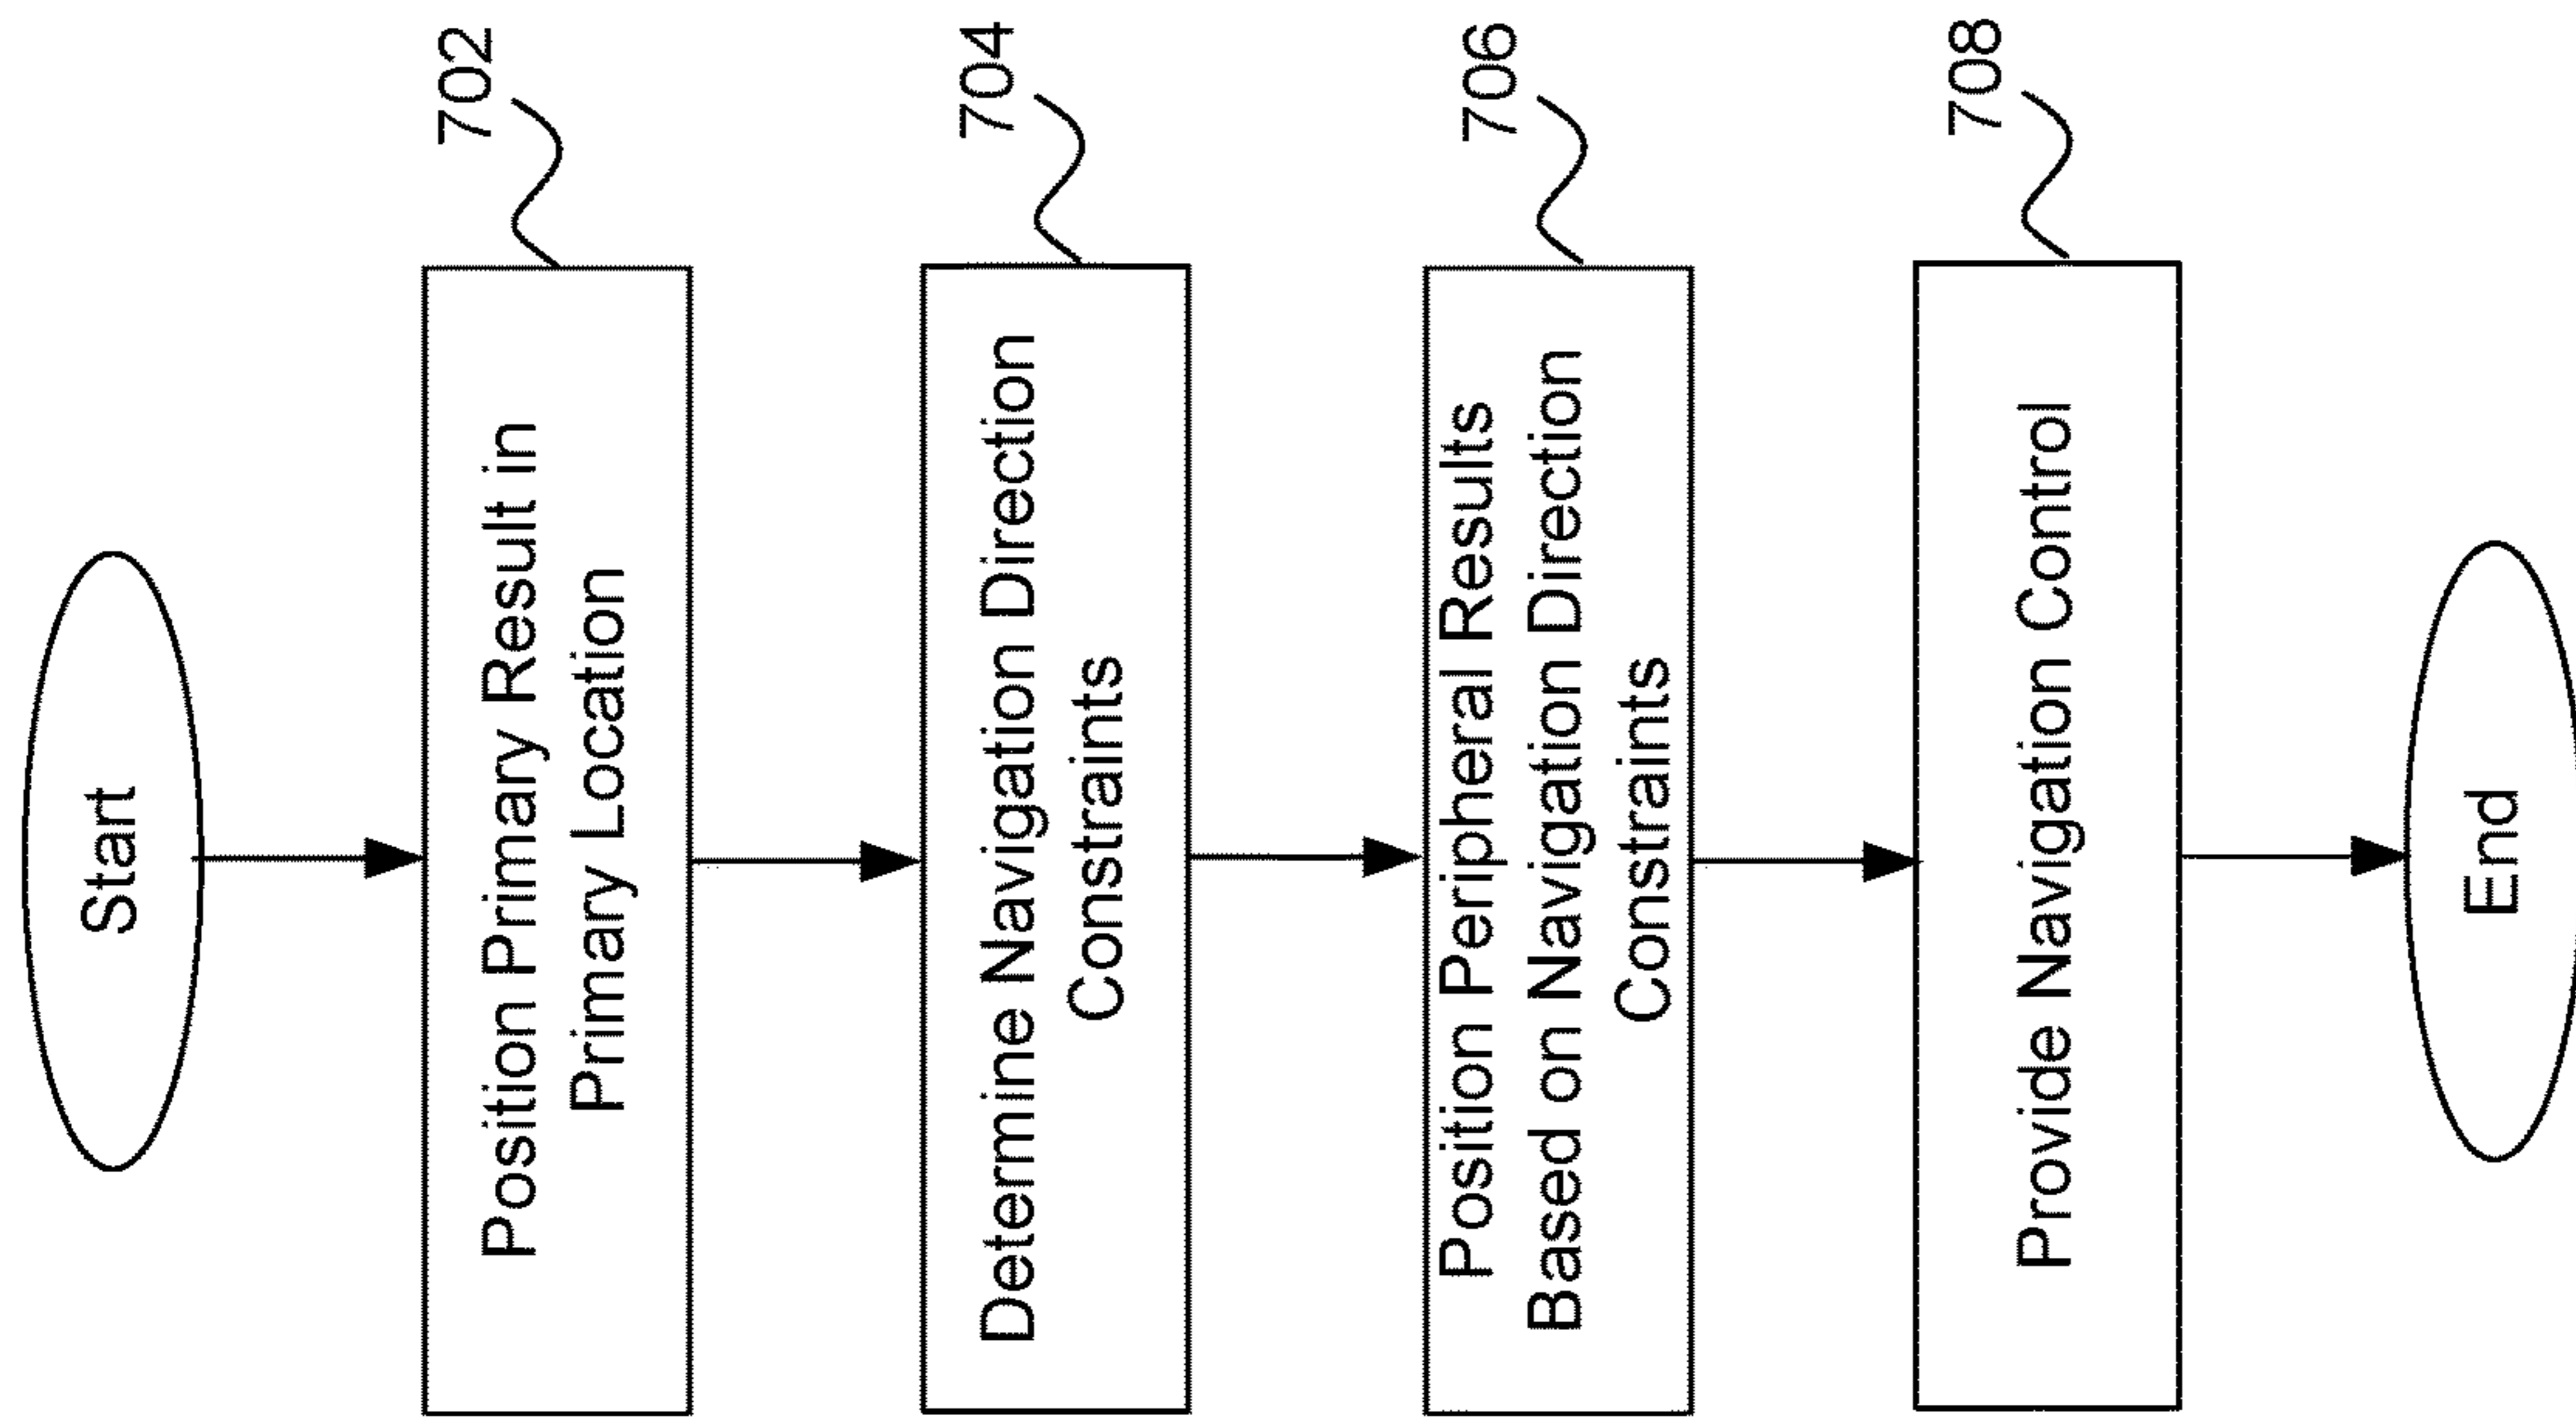 Start
702
Position Primary Result in
Primary Location
704
Determine Navigation Direction
Constraints
706
Position Peripheral Results
Based on Navigation Direction
Constraints
708
Provide Navigation Control
End